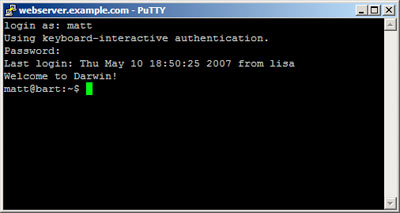 webserver.example.com - PuTTY
login as: matt
Using keyboard-interactive authentication.
Password:
Last login: Thu May 10 18:50:25 2007 from lisa
Welcome to Darwin!
matt@bart:~$